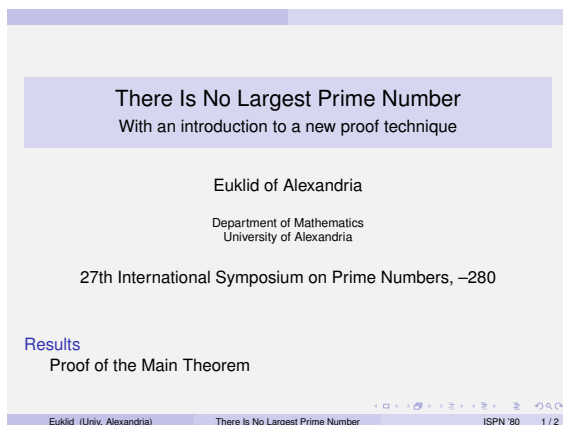 There Is No Largest Prime Number
With an introduction to a new proof technique
Euklid of Alexandria
Department of Mathematics
University of Alexandria
27th International Symposium on Prime Numbers, –280
Results
Proof of the Main Theorem
Euklid (Univ. Alexandria) There Is No Largest Prime Number ISPN '80 1 / 2